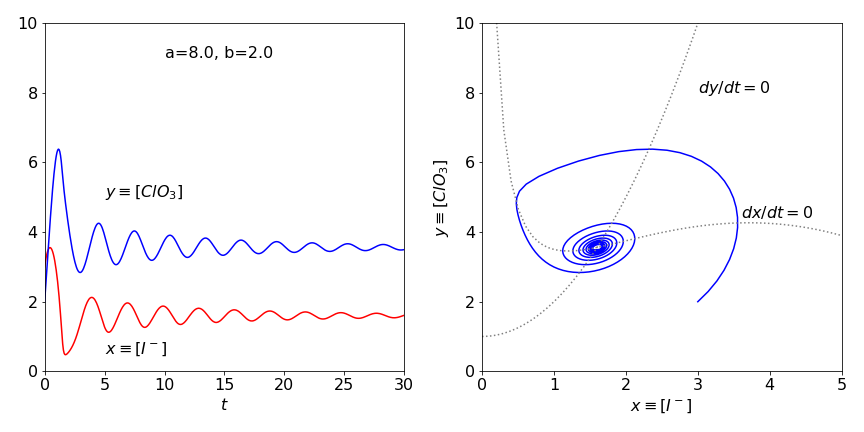 a=8.0, b=2.0
y≡[ClO₃]
x≡[I⁻]
10
8
6
4
2
0
0 5 10 15 20 25 30
t
dy/dt = 0
dx/dt = 0
y≡[ClO₃]
10
8
6
4
2
0
0 1 2 3 4 5
x≡[I⁻]